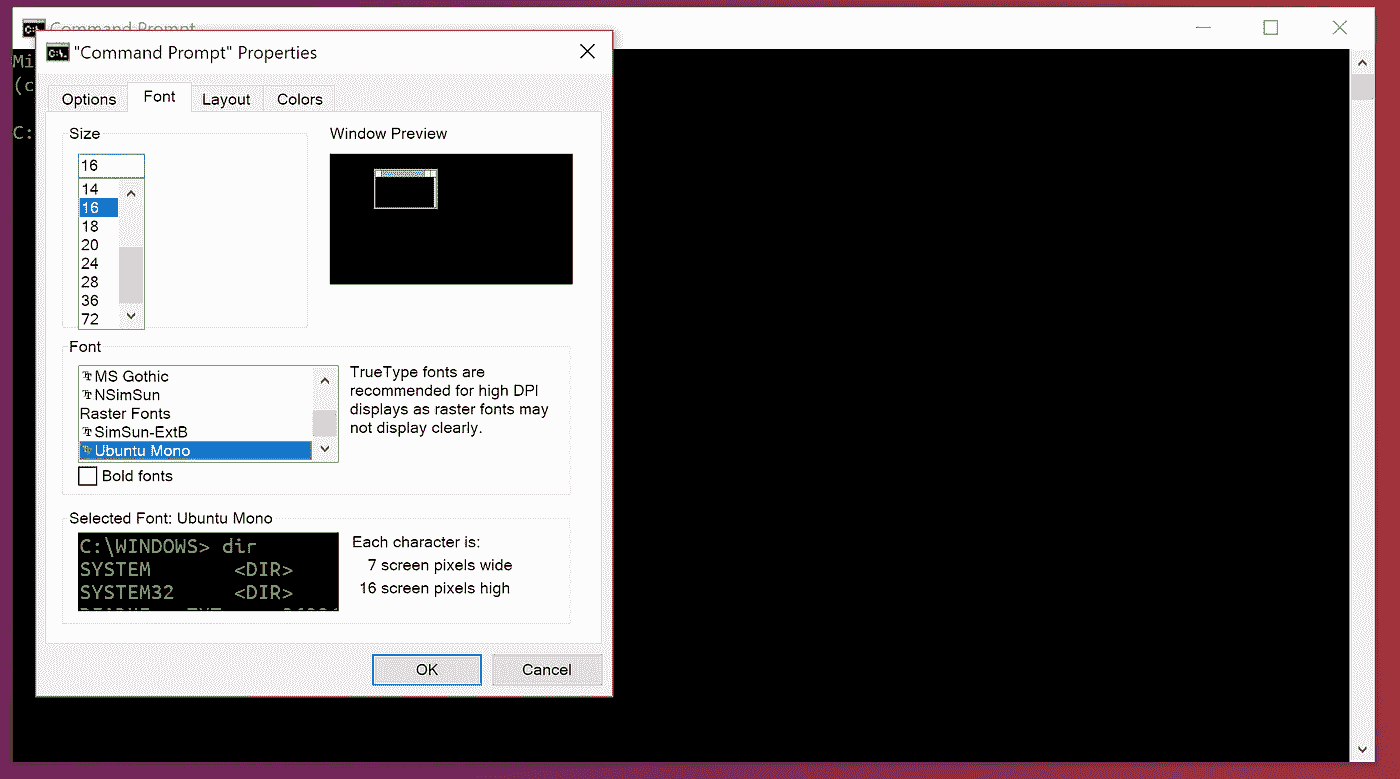 Command Prompt
"Command Prompt" Properties
Mi
(c
C:
Options Font Layout Colors
Size
16
14
16
18
20
24
28
36
72
Window Preview
Font
MS Gothic
NSimSun
Raster Fonts
SimSun-ExtB
Ubuntu Mono
TrueType fonts are
recommended for high DPI
displays as raster fonts may
not display clearly.
Bold fonts
Selected Font: Ubuntu Mono
C:\WINDOWS> dir
SYSTEM <DIR>
SYSTEM32 <DIR>
Each character is:
7 screen pixels wide
16 screen pixels high
OK Cancel